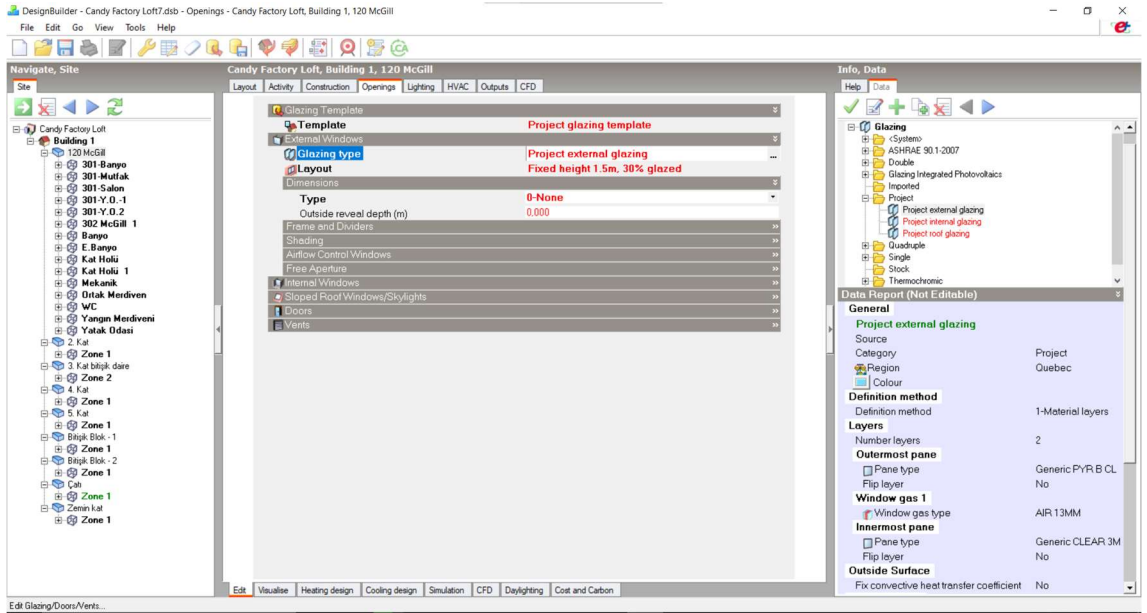 DesignBuilder - Candy Factory Loft7.dsb - Openings - Candy Factory Loft, Building 1, 120 McGill
File Edit Go View Tools Help
Navigate, Site
Site
Candy Factory Loft
Building 1
120 McGill
301-Banyo
301-Mutfak
301-Salon
301-Y.O.-1
301-Y.O.2
302 McGill 1
Banyo
E.Banyo
Kat Holü
Kat Holü 1
Mekanik
Ortak Merdiven
WC
Yangın Merdiveni
Yatak Odasi
2. Kat
Zone 1
3. Kat bitişik daire
Zone 2
4. Kat
Zone 1
5. Kat
Zone 1
Bitişik Blok - 1
Zone 1
Bitişik Blok - 2
Zone 1
Çatı
Zone 1
Zemin kat
Zone 1
Candy Factory Loft, Building 1, 120 McGill
Layout Activity Construction Openings Lighting HVAC Outputs CFD
Glazing Template
Template Project glazing template
External Windows
Glazing type Project external glazing ...
Layout Fixed height 1.5m, 30% glazed
Dimensions
Type 0-None
Outside reveal depth (m) 0.000
Frame and Dividers
Shading
Airflow Control Windows
Free Aperture
Internal Windows
Sloped Roof Windows/Skylights
Doors
Vents
Edit Visualise Heating design Cooling design Simulation CFD Daylighting Cost and Carbon
Info, Data
Help Data
Glazing
<System>
ASHRAE 90.1-2007
Double
Glazing Integrated Photovoltaics
Imported
Project
Project external glazing
Project internal glazing
Project roof glazing
Quadruple
Single
Stock
Thermochromic
Data Report (Not Editable)
General
Project external glazing
Source
Category Project
Region Quebec
Colour
Definition method
Definition method 1-Material layers
Layers
Number layers 2
Outermost pane
Pane type Generic PYR B CL
Flip layer No
Window gas 1
Window gas type AIR 13MM
Innermost pane
Pane type Generic CLEAR 3M
Flip layer No
Outside Surface
Fix convective heat transfer coefficient No
Edit Glazing/Doors/Vents...